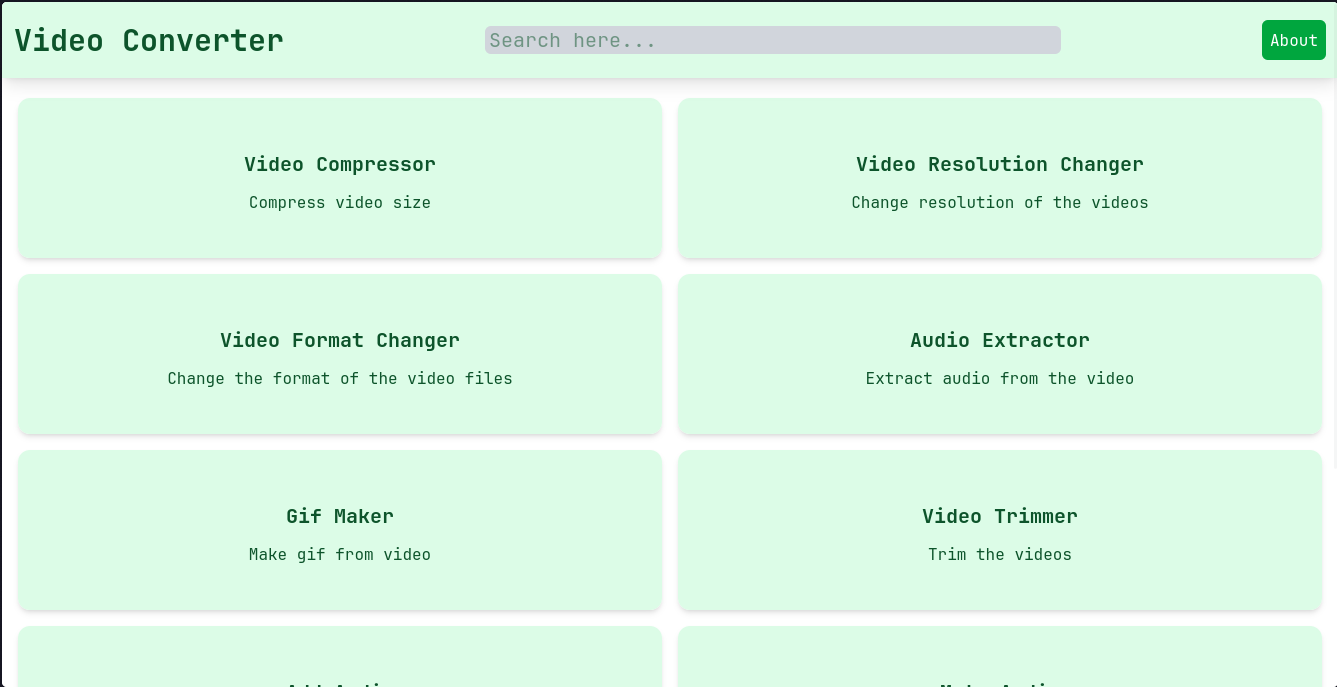 Video Converter
Search here...
About
Video Compressor
Compress video size
Video Resolution Changer
Change resolution of the videos
Video Format Changer
Change the format of the video files
Audio Extractor
Extract audio from the video
Gif Maker
Make gif from video
Video Trimmer
Trim the videos